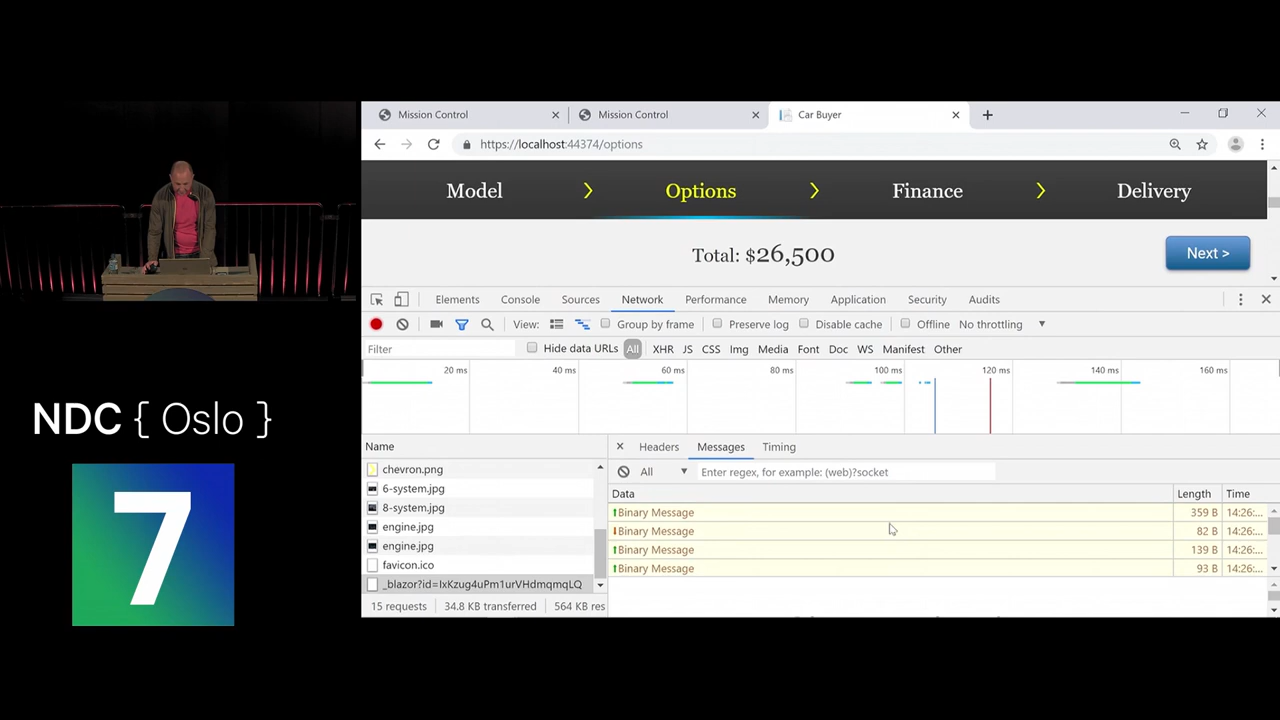 Mission Control
Mission Control
Car Buyer
https://localhost:44374/options
Model
Options
Finance
Delivery
Total: $26,500
Next >
Elements
Console
Sources
Network
Performance
Memory
Application
Security
Audits
View:
Group by frame
Preserve log
Disable cache
Offline
No throttling
Filter
Hide data URLs
All
XHR
JS
CSS
Img
Media
Font
Doc
WS
Manifest
Other
20 ms
40 ms
60 ms
80 ms
100 ms
120 ms
140 ms
160 ms
Name
chevron.png
6-system.jpg
8-system.jpg
engine.jpg
engine.jpg
favicon.ico
_blazor?id=IxKzug4uPm1urVHdmqmqLQ
15 requests
34.8 KB transferred
564 KB res
Headers
Messages
Timing
All
Enter regex, for example: (web)?socket
Data
Length
Time
Binary Message 359 B 14:26:...
Binary Message 82 B 14:26:...
Binary Message 139 B 14:26:...
Binary Message 93 B 14:26:...
NDC { Oslo }
7